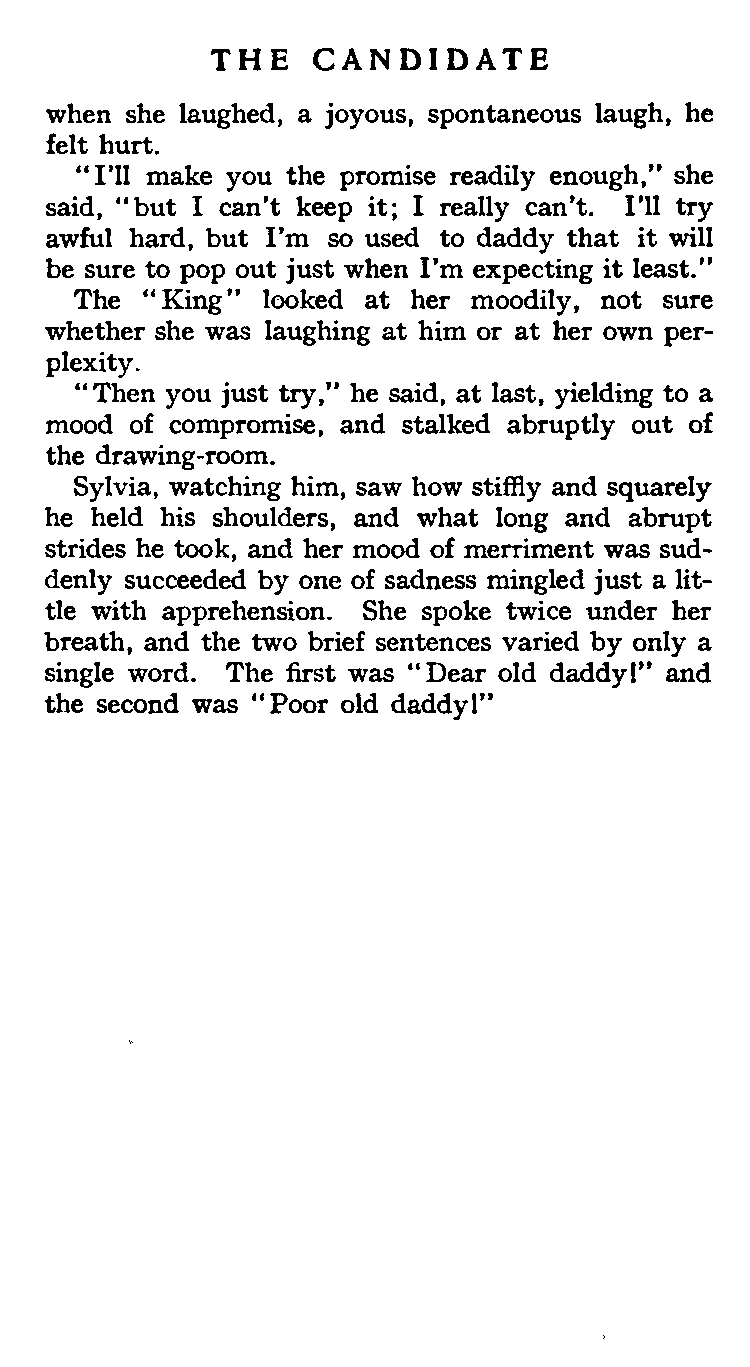 THE CANDIDATE
when she laughed, a joyous, spontaneous laugh, he
felt hurt.
"I'll make you the promise readily enough," she
said, "but I can't keep it; I really can't. I'll try
awful hard, but I'm so used to daddy that it will
be sure to pop out just when I'm expecting it least."
The "King" looked at her moodily, not sure
whether she was laughing at him or at her own per-
plexity.
"Then you just try," he said, at last, yielding to a
mood of compromise, and stalked abruptly out of
the drawing-room.
Sylvia, watching him, saw how stiffly and squarely
he held his shoulders, and what long and abrupt
strides he took, and her mood of merriment was sud-
denly succeeded by one of sadness mingled just a lit-
tle with apprehension. She spoke twice under her
breath, and the two brief sentences varied by only a
single word. The first was "Dear old daddy!" and
the second was "Poor old daddy!"